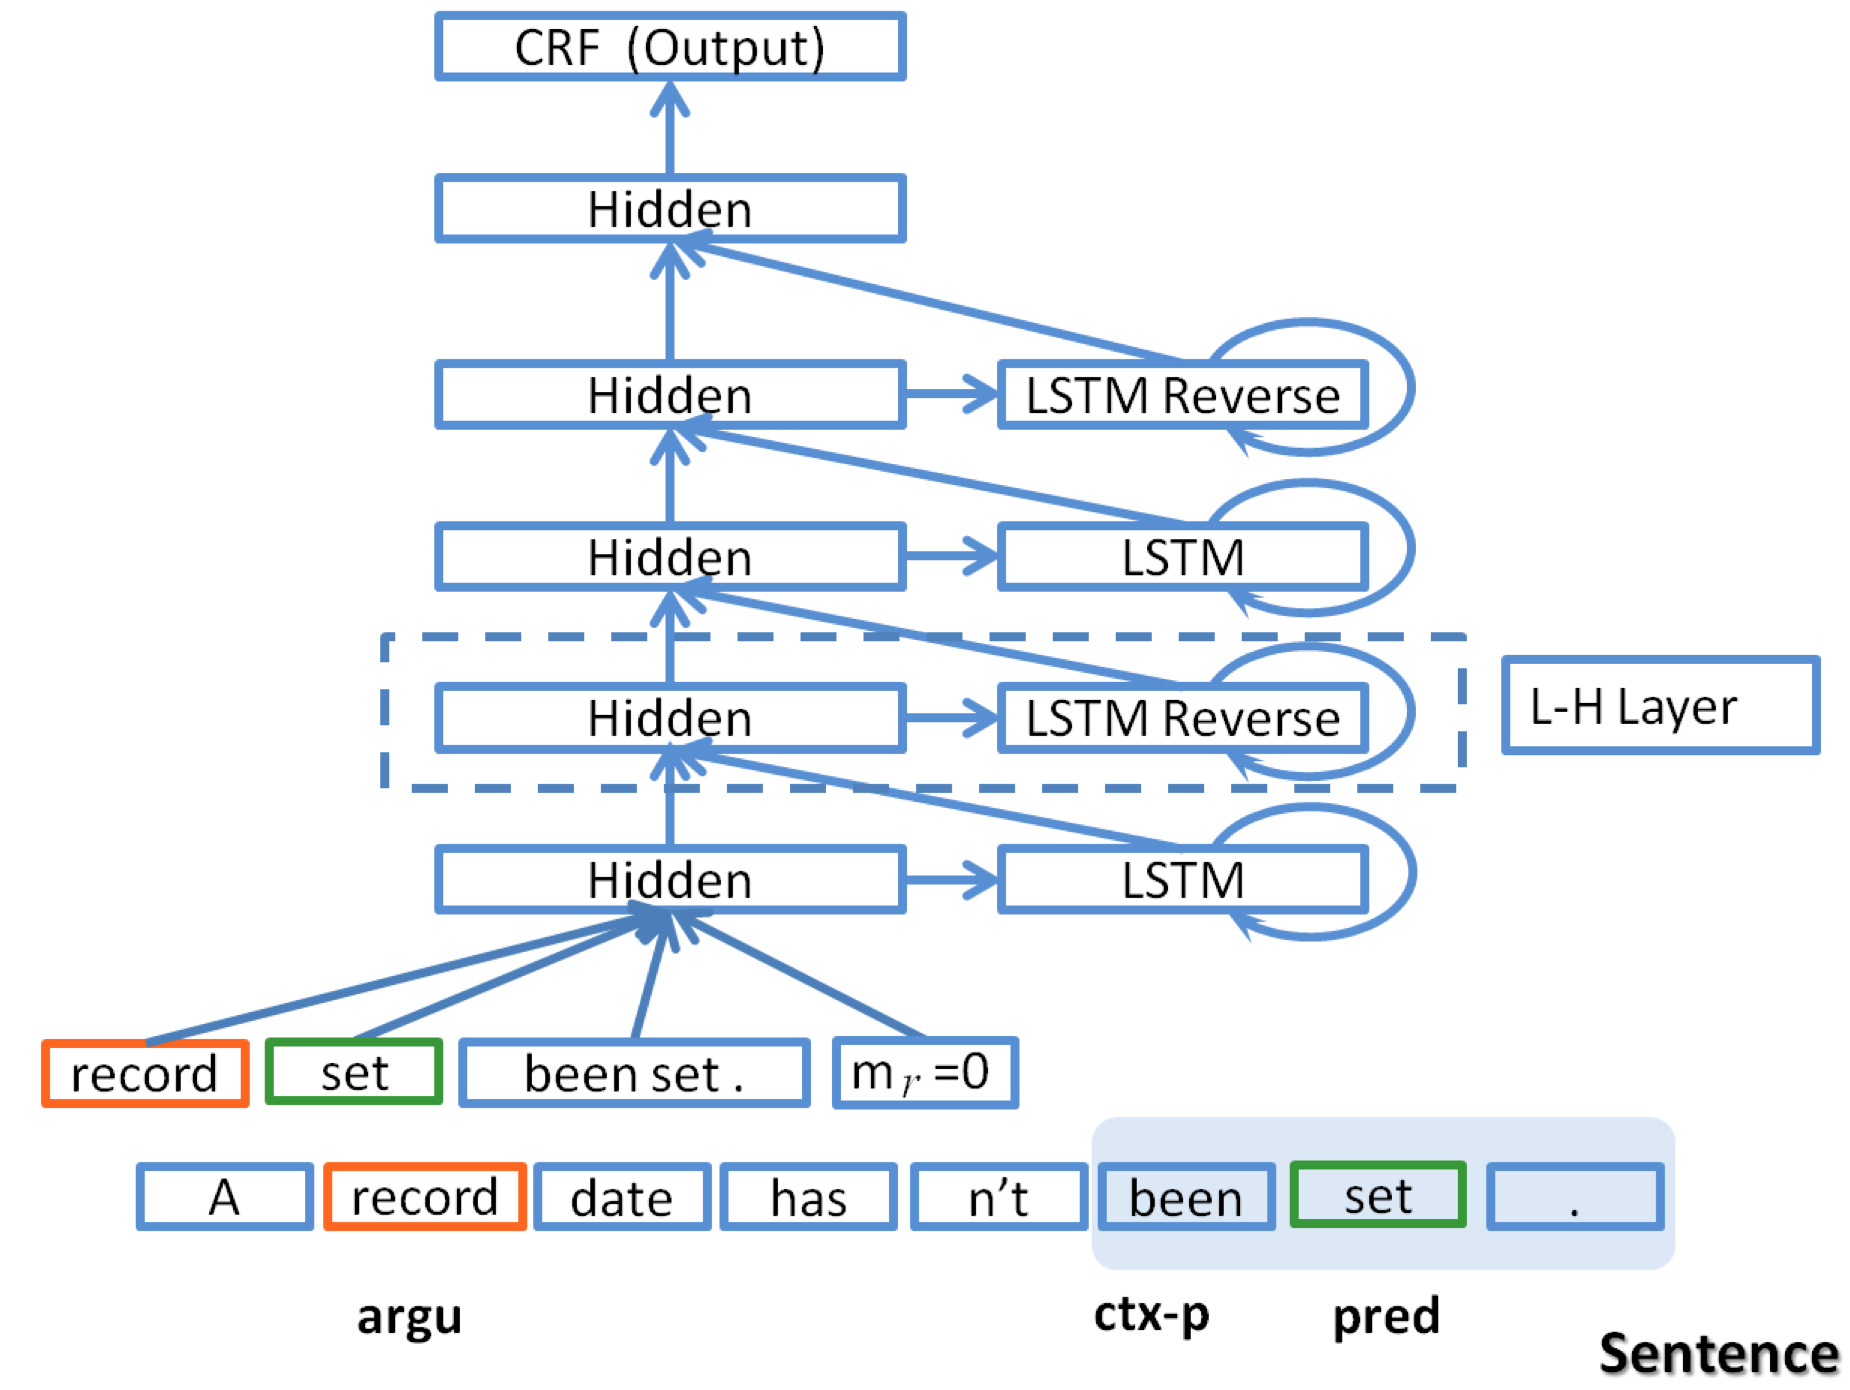 CRF (Output)
Hidden
Hidden LSTM Reverse
Hidden LSTM
Hidden LSTM Reverse L-H Layer
Hidden LSTM
record set been set . m r =0
A record date has n’t been set .
argu ctx-p pred
Sentence